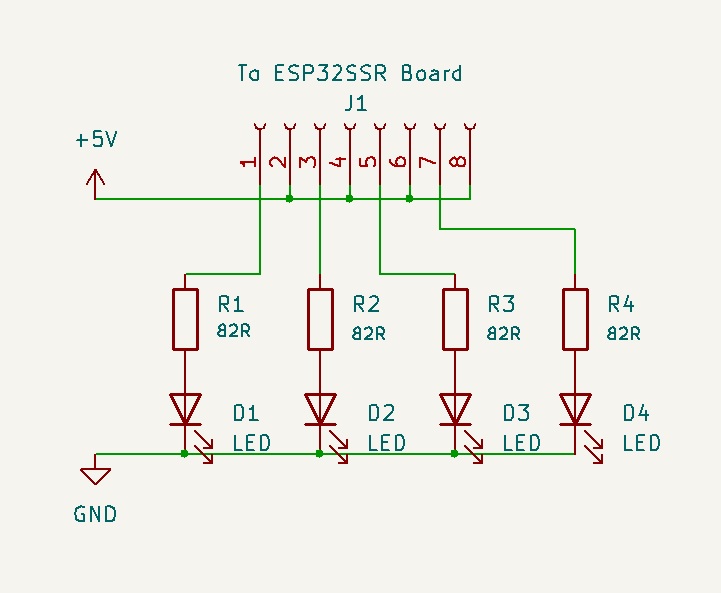 To ESP32SSR Board
J1
+5V
1 2 3 4 5 6 7 8
R1 R2 R3 R4
82R 82R 82R 82R
D1 D2 D3 D4
LED LED LED LED
GND